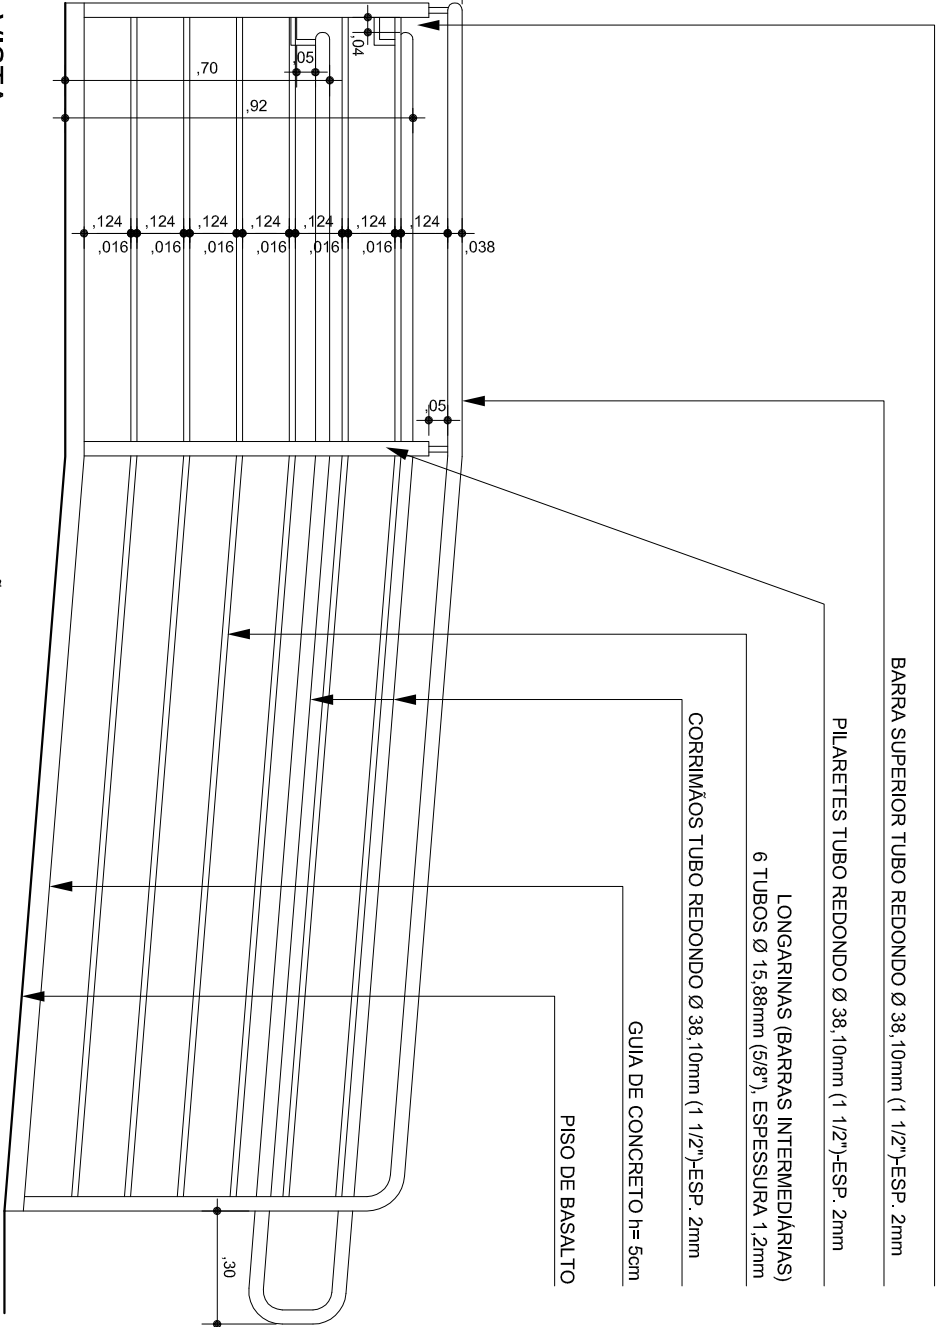 BARRA SUPERIOR TUBO REDONDO Ø 38,10mm (1 1/2")-ESP. 2mm
PILARETES TUBO REDONDO Ø 38,10mm (1 1/2")-ESP. 2mm
LONGARINAS (BARRAS INTERMEDIÁRIAS)
6 TUBOS Ø 15,88mm (5/8"), ESPESSURA 1,2mm
CORRIMÃOS TUBO REDONDO Ø 38,10mm (1 1/2")-ESP. 2mm
GUIA DE CONCRETO h= 5cm
PISO DE BASALTO
,04
,05
,70
,92
,124 ,124 ,124 ,124 ,124 ,124 ,124
,016 ,016 ,016 ,016 ,016 ,016 ,038
,05
,30